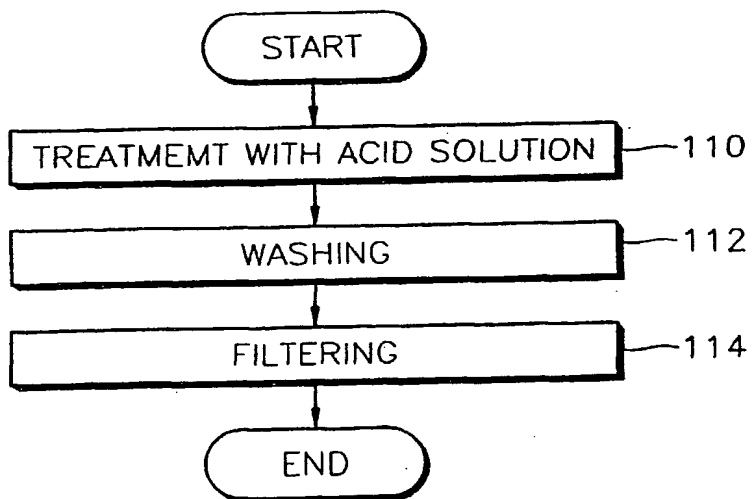 START
TREATMEMT WITH ACID SOLUTION 110
WASHING 112
FILTERING 114
END